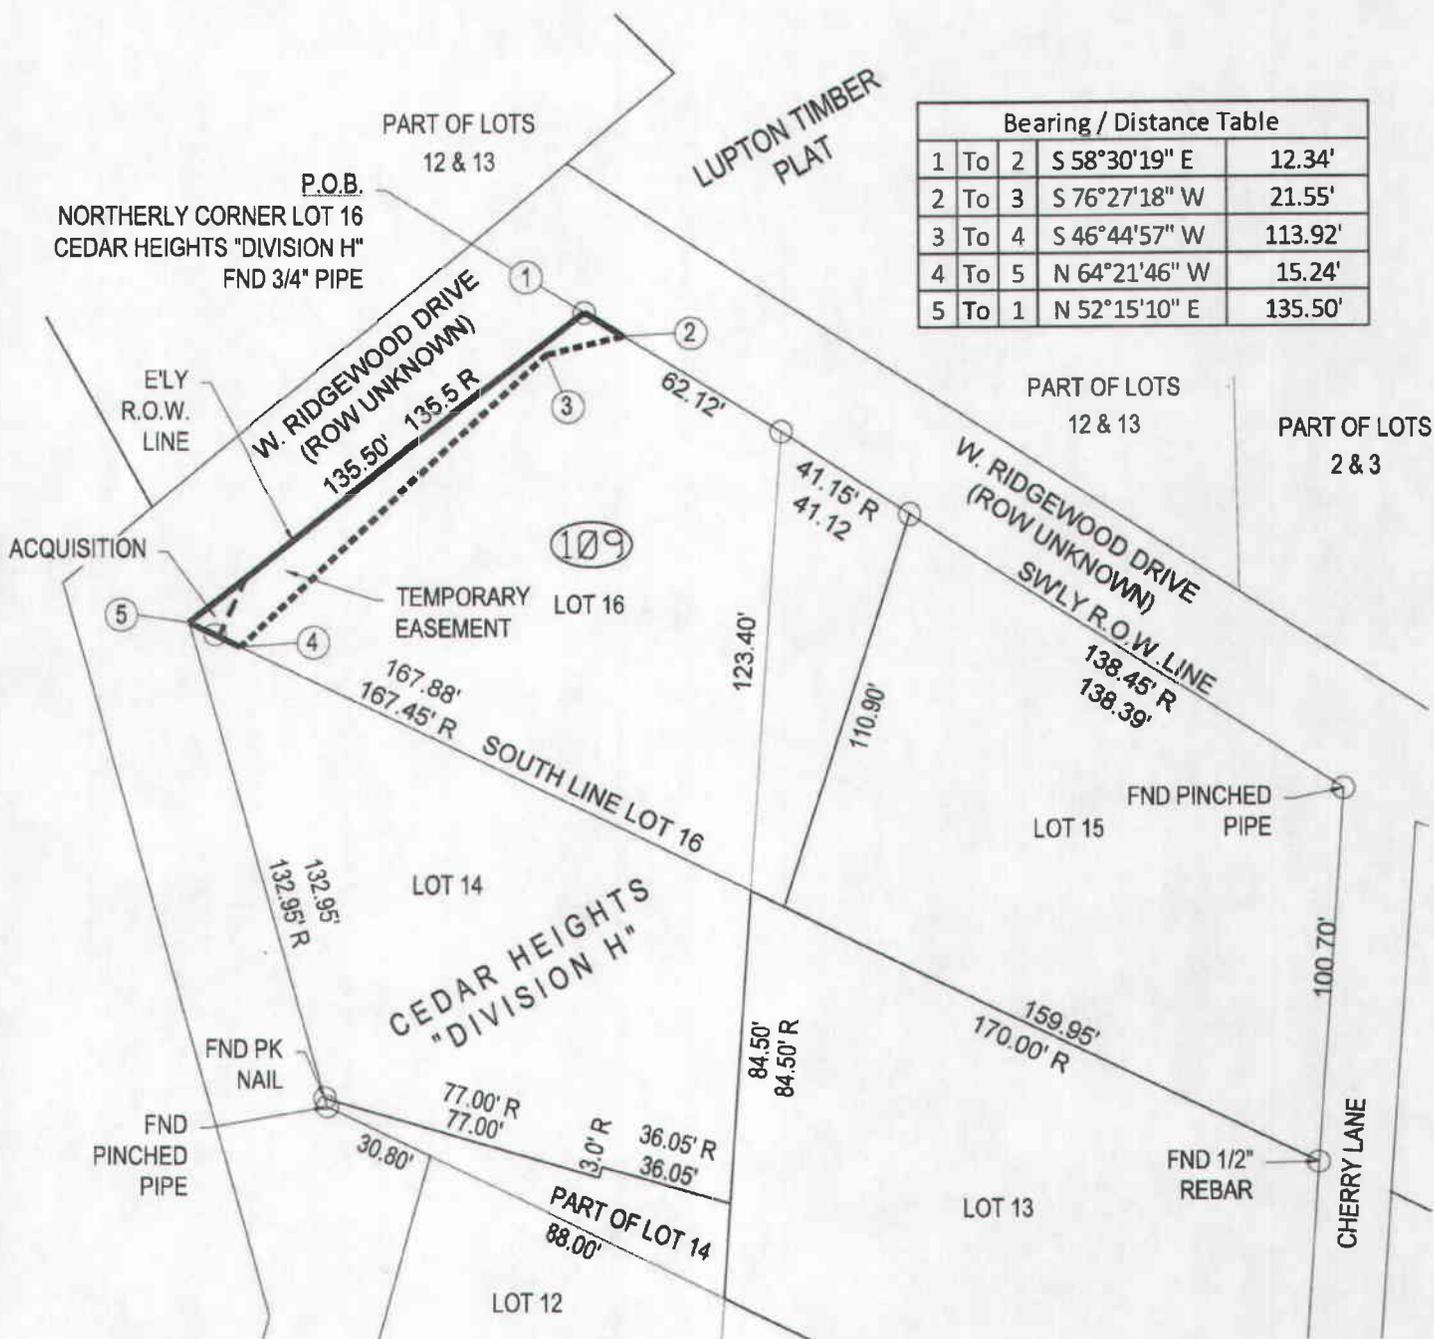 PART OF LOTS
12 & 13
LUPTON TIMBER
PLAT
Bearing / Distance Table
1 To 2 S 58°30'19" E 12.34'
2 To 3 S 76°27'18" W 21.55'
3 To 4 S 46°44'57" W 113.92'
4 To 5 N 64°21'46" W 15.24'
5 To 1 N 52°15'10" E 135.50'
P.O.B.
NORTHERLY CORNER LOT 16
CEDAR HEIGHTS "DIVISION H"
FND 3/4" PIPE
1
2
3
W. RIDGEWOOD DRIVE
(ROW UNKNOWN)
135.50' 135.5 R
E'LY
R.O.W.
LINE
62.12'
PART OF LOTS
12 & 13
PART OF LOTS
2 & 3
41.15' R
41.12
W. RIDGEWOOD DRIVE
(ROW UNKNOWN)
SW'LY R.O.W. LINE
138.45' R
138.39'
ACQUISITION
109
LOT 16
TEMPORARY
EASEMENT
5
4
123.40'
110.90'
167.88'
167.45' R
SOUTH LINE LOT 16
FND PINCHED
PIPE
LOT 15
132.95'
132.95' R
LOT 14
CEDAR HEIGHTS
"DIVISION H"
100.70'
159.95'
170.00' R
84.50'
84.50' R
FND PK
NAIL
FND
PINCHED
PIPE
77.00' R
77.00'
3.0' R
36.05' R
36.05'
30.80'
PART OF LOT 14
88.00'
FND 1/2"
REBAR
CHERRY LANE
LOT 13
LOT 12